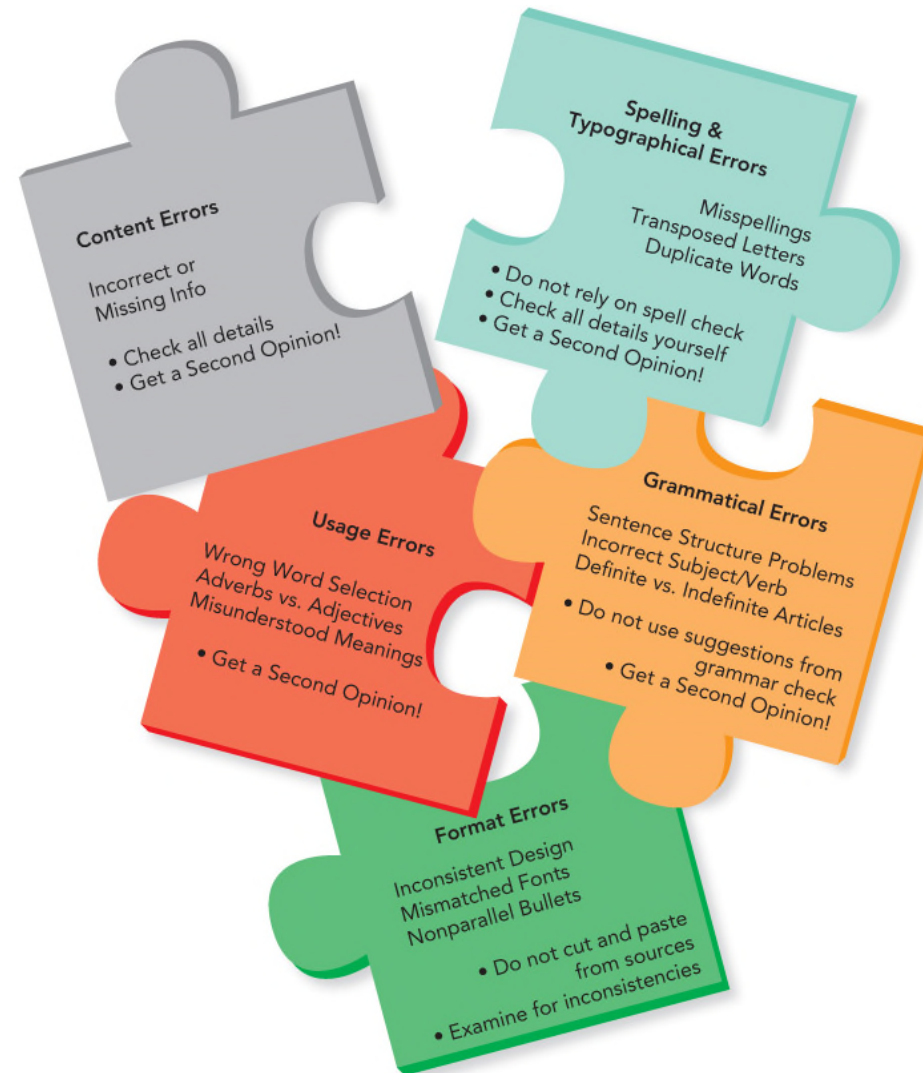 Content Errors
Incorrect or
Missing Info
• Check all details
• Get a Second Opinion!
Spelling &
Typographical Errors
Misspellings
Transposed Letters
Duplicate Words
• Do not rely on spell check
• Check all details yourself
• Get a Second Opinion!
Usage Errors
Wrong Word Selection
Adverbs vs. Adjectives
Misunderstood Meanings
• Get a Second Opinion!
Grammatical Errors
Sentence Structure Problems
Incorrect Subject/Verb
Definite vs. Indefinite Articles
• Do not use suggestions from
grammar check
• Get a Second Opinion!
Format Errors
Inconsistent Design
Mismatched Fonts
Nonparallel Bullets
• Do not cut and paste
from sources
• Examine for inconsistencies